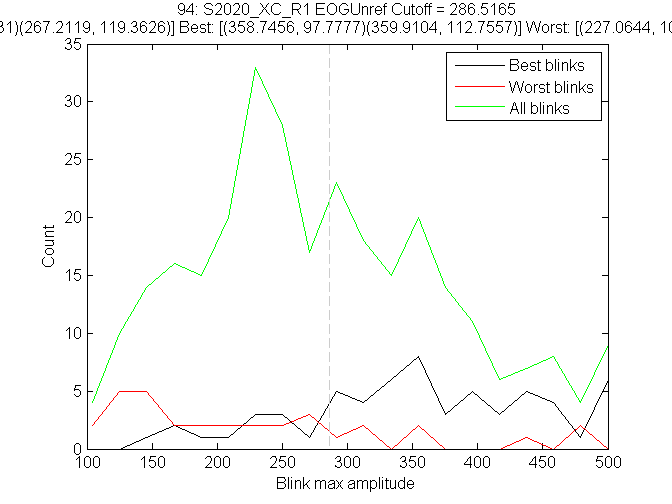 94: S2020_XC_R1 EOGUnref Cutoff = 286.5165
31)(267.2119, 119.3626)] Best: [(358.7456, 97.7777)(359.9104, 112.7557)] Worst: [(227.0644, 10
35
30
25
20
15
10
5
0
Count
Best blinks
Worst blinks
All blinks
100 150 200 250 300 350 400 450 500
Blink max amplitude